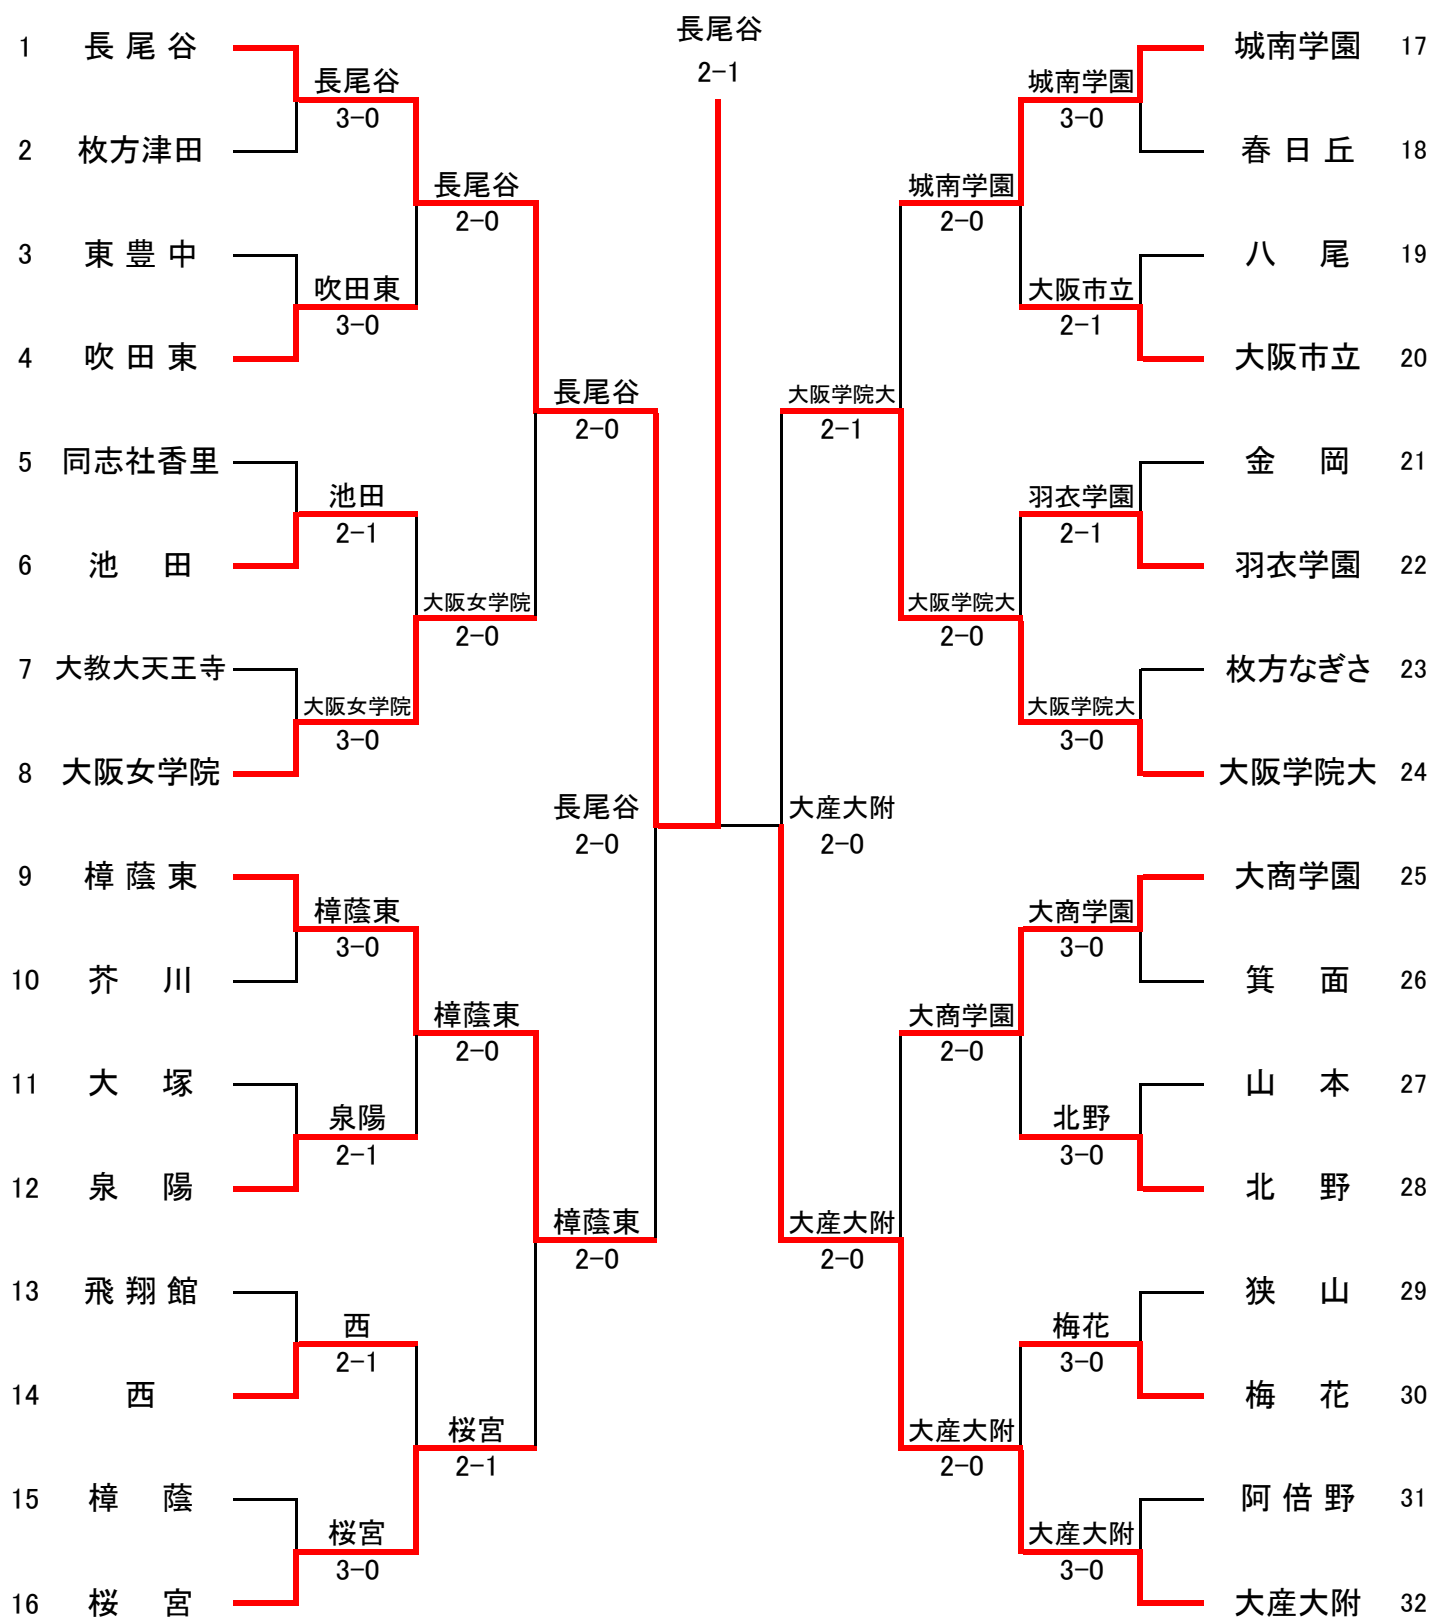 長尾谷
2-1
1 長尾谷
2 枚方津田
3 東豊中
4 吹田東
5 同志社香里
6 池田
7 大教大天王寺
8 大阪女学院
9 樟蔭東
10 芥川
11 大塚
12 泉陽
13 飛翔館
14 西
15 樟蔭
16 桜宮
長尾谷
3-0
吹田東
3-0
池田
2-1
大阪女学院
3-0
樟蔭東
3-0
泉陽
2-1
西
2-1
桜宮
3-0
長尾谷
2-0
大阪女学院
2-0
樟蔭東
2-0
桜宮
2-1
長尾谷
2-0
樟蔭東
2-0
長尾谷
2-0
大産大附
2-0
大阪学院大
2-1
大産大附
2-0
城南学園
2-0
大阪学院大
2-0
大商学園
2-0
大産大附
2-0
城南学園
3-0
大阪市立
2-1
羽衣学園
2-1
大阪学院大
3-0
大商学園
3-0
北野
3-0
梅花
3-0
大産大附
3-0
城南学園 17
春日丘 18
八尾 19
大阪市立 20
金岡 21
羽衣学園 22
枚方なぎさ 23
大阪学院大 24
大商学園 25
箕面 26
山本 27
北野 28
狭山 29
梅花 30
阿倍野 31
大産大附 32